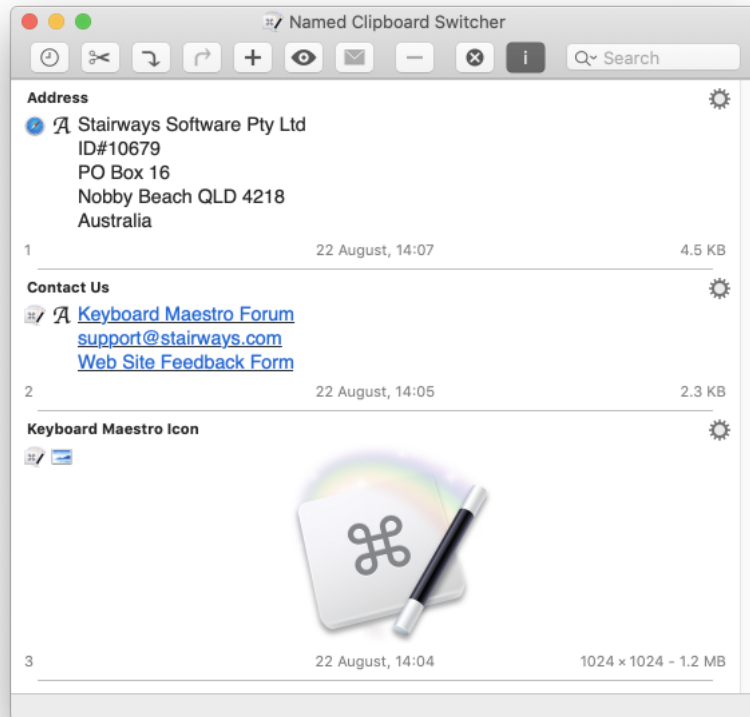 Named Clipboard Switcher
Search
Address
Stairways Software Pty Ltd
ID#10679
PO Box 16
Nobby Beach QLD 4218
Australia
1 22 August, 14:07 4.5 KB
Contact Us
Keyboard Maestro Forum
support@stairways.com
Web Site Feedback Form
2 22 August, 14:05 2.3 KB
Keyboard Maestro Icon
3 22 August, 14:04 1024 × 1024 - 1.2 MB